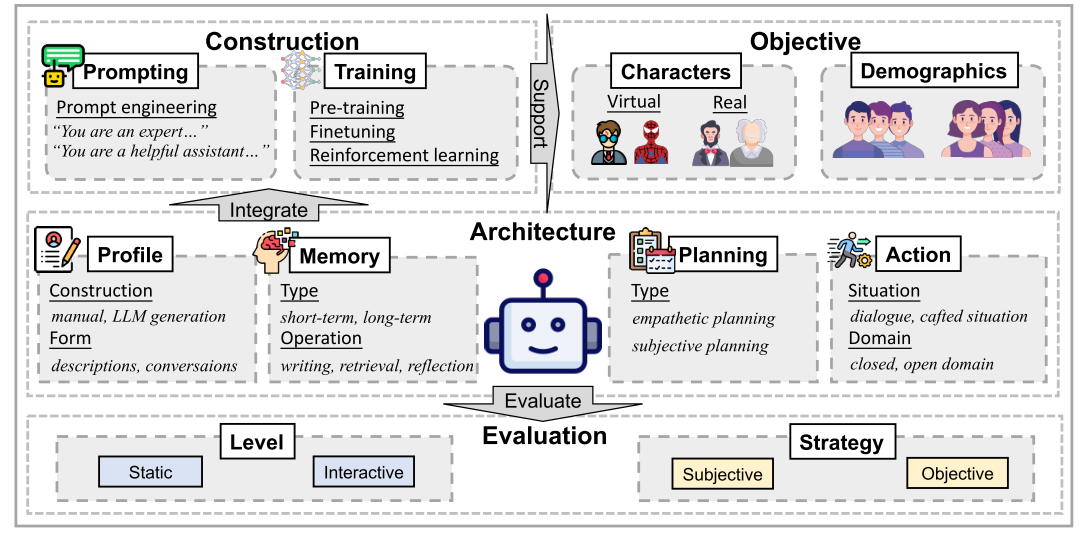 Construction
Prompting
Prompt engineering
“You are an expert…”
“You are a helpful assistant…”
Training
Pre-training
Finetuning
Reinforcement learning
Support
Objective
Characters
Virtual
Real
Demographics
Integrate
Architecture
Profile
Construction
manual, LLM generation
Form
descriptions, conversaions
Memory
Type
short-term, long-term
Operation
writing, retrieval, reflection
Planning
Type
empathetic planning
subjective planning
Action
Situation
dialogue, cafted situation
Domain
closed, open domain
Evaluate
Evaluation
Level
Static
Interactive
Strategy
Subjective
Objective